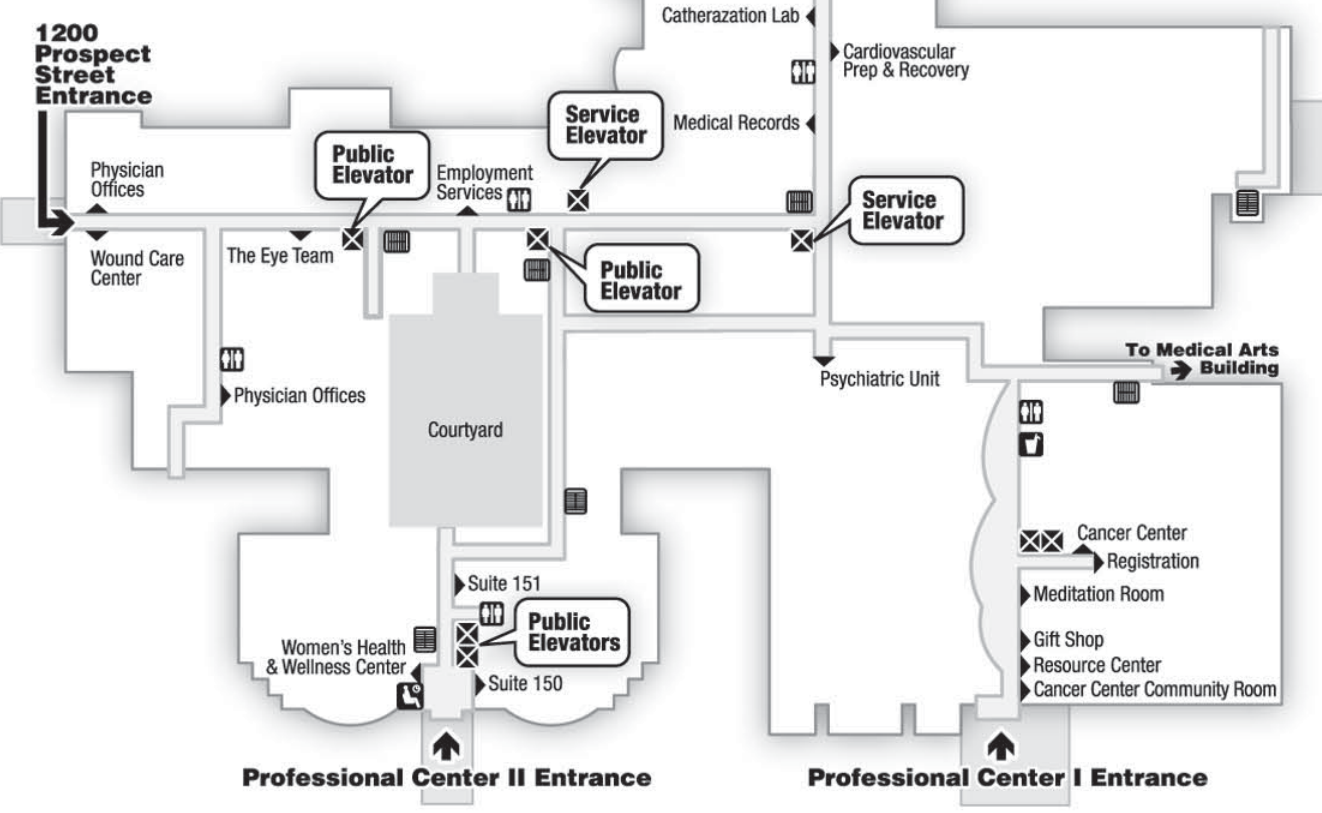 1200
Prospect
Street
Entrance
Catherazation Lab
Cardiovascular
Prep & Recovery
Medical Records
Service
Elevator
Public
Elevator
Employment
Services
Physician
Offices
Service
Elevator
Wound Care
Center
The Eye Team
Public
Elevator
To Medical Arts
Building
Psychiatric Unit
Physician Offices
Courtyard
Cancer Center
Registration
Suite 151
Meditation Room
Public
Elevators
Women's Health
& Wellness Center
Gift Shop
Resource Center
Suite 150
Cancer Center Community Room
Professional Center II Entrance
Professional Center I Entrance